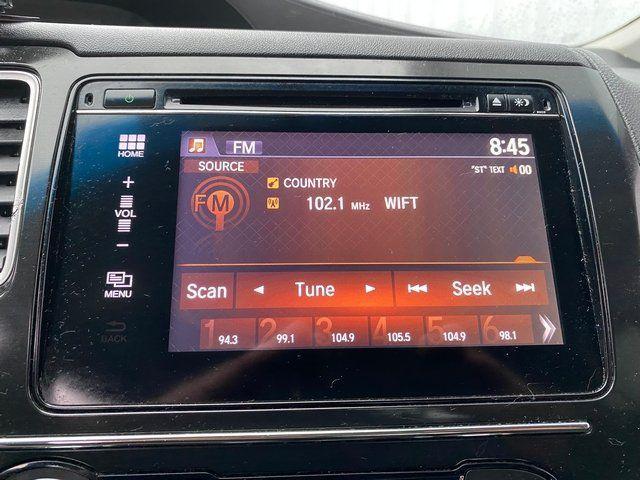 FM 8:45
HOME
SOURCE
"ST" TEXT 00
COUNTRY
FM
102.1 MHz WIFT
VOL
MENU
Scan Tune Seek
BACK
1 94.3 2 99.1 3 104.9 4 105.5 5 104.9 6 98.1